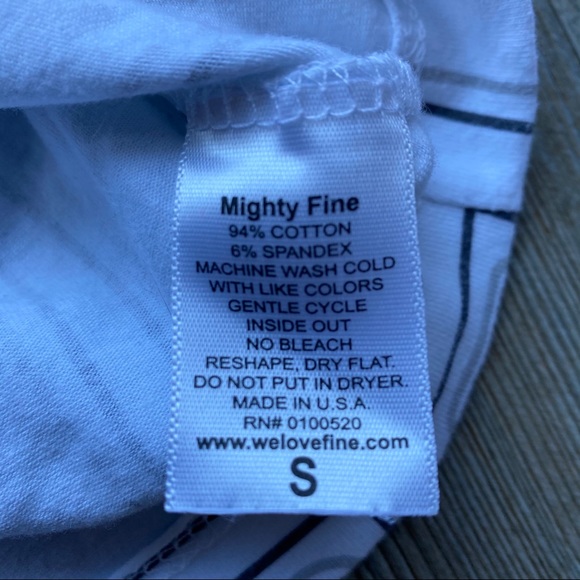 Mighty Fine
94% COTTON
6% SPANDEX
MACHINE WASH COLD
WITH LIKE COLORS
GENTLE CYCLE
INSIDE OUT
NO BLEACH
RESHAPE, DRY FLAT.
DO NOT PUT IN DRYER.
MADE IN U.S.A.
RN# 0100520
www.welovefine.com
S